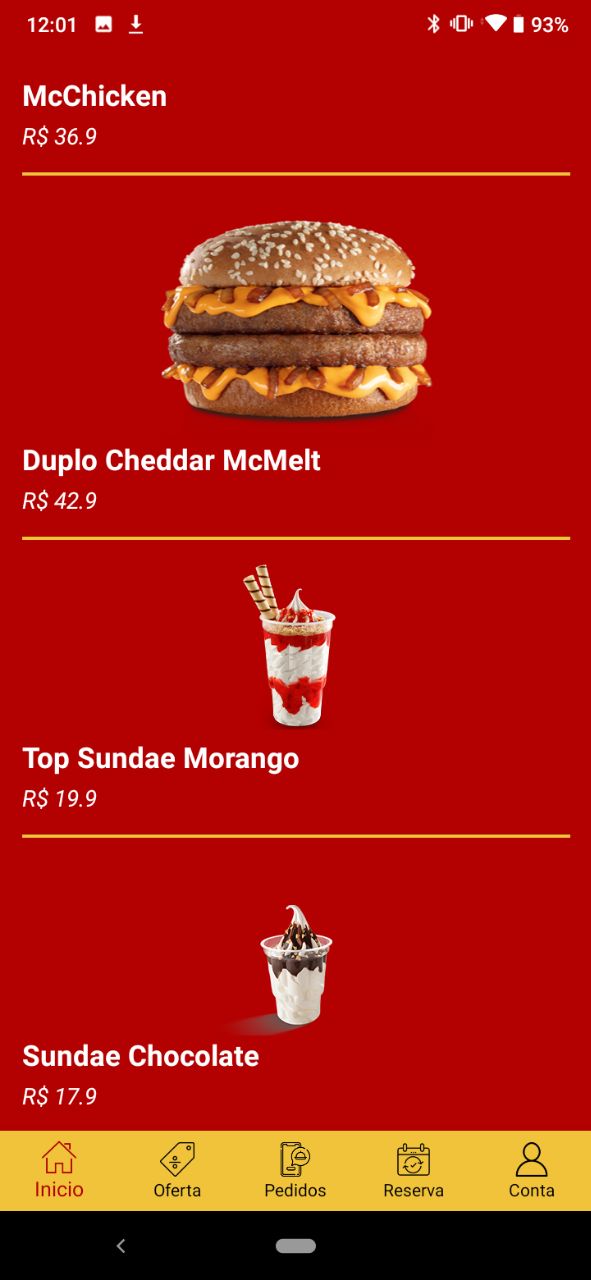 12:01
93%
McChicken
R$ 36.9
Duplo Cheddar McMelt
R$ 42.9
Top Sundae Morango
R$ 19.9
Sundae Chocolate
R$ 17.9
Inicio Oferta Pedidos Reserva Conta